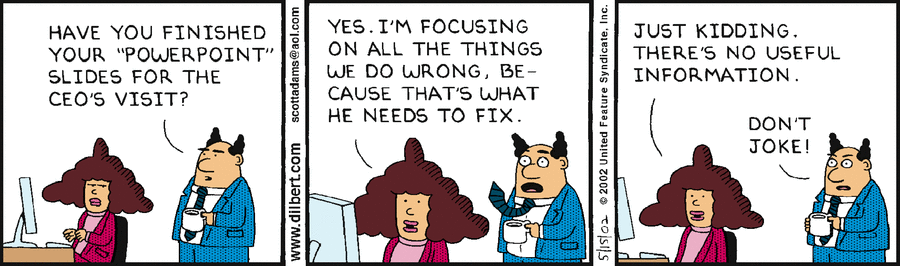 HAVE YOU FINISHED
YOUR "POWERPOINT"
SLIDES FOR THE
CEO'S VISIT?
www.dilbert.com
scottadams@aol.com
YES. I'M FOCUSING
ON ALL THE THINGS
WE DO WRONG, BE-
CAUSE THAT'S WHAT
HE NEEDS TO FIX.
5/15/02
© 2002 United Feature Syndicate, Inc.
JUST KIDDING.
THERE'S NO USEFUL
INFORMATION.
DON'T
JOKE!